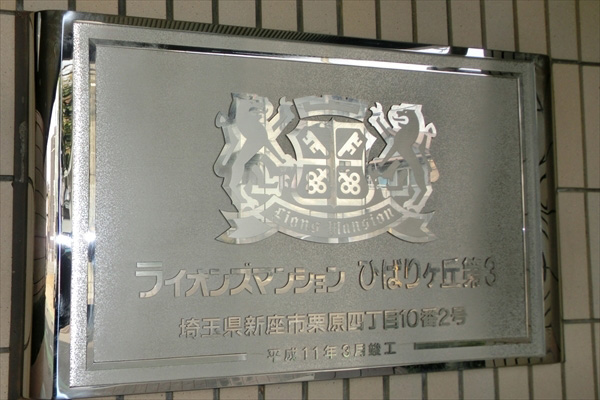 Lions Mansion
ライオンズマンション ひばりヶ丘第3
埼玉県新座市栗原四丁目10番2号
平成11年3月竣工